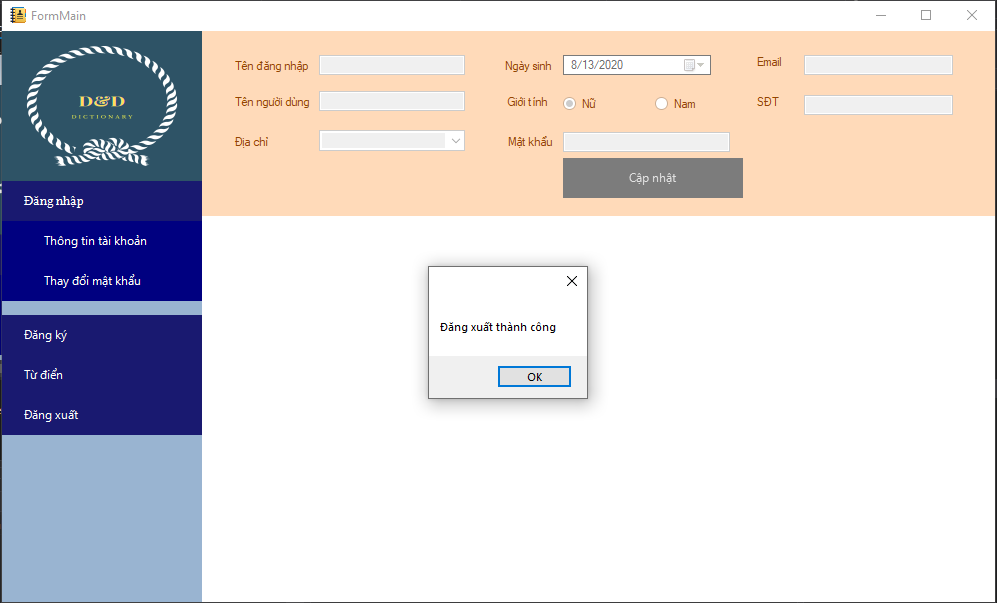 FormMain
D&D
DICTIONARY
Đăng nhập
Thông tin tài khoản
Thay đổi mật khẩu
Đăng ký
Từ điển
Đăng xuất
Tên đăng nhập
Ngày sinh
8/13/2020
Email
Tên người dùng
Giới tính
Nữ
Nam
SĐT
Địa chỉ
Mật khẩu
Cập nhật
Đăng xuất thành công
OK